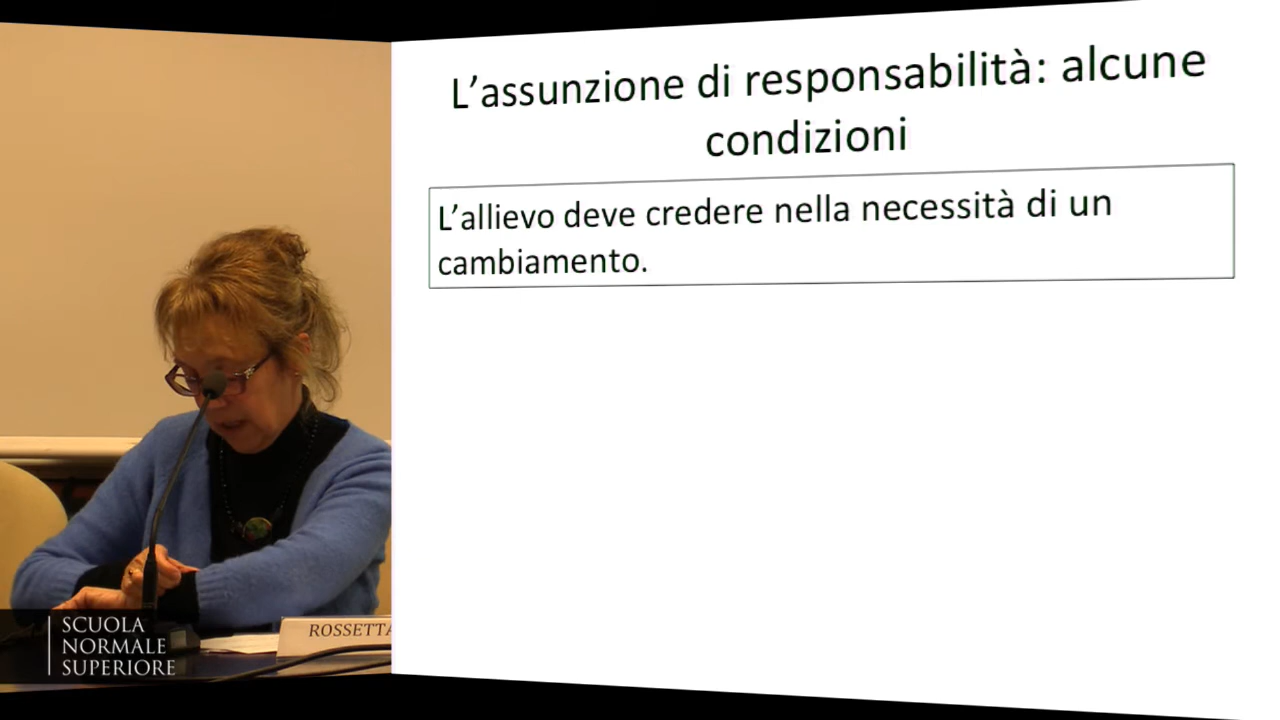 L'assunzione di responsabilità: alcune
condizioni
L'allievo deve credere nella necessità di un
cambiamento.
SCUOLA
NORMALE
SUPERIORE
ROSSETTA